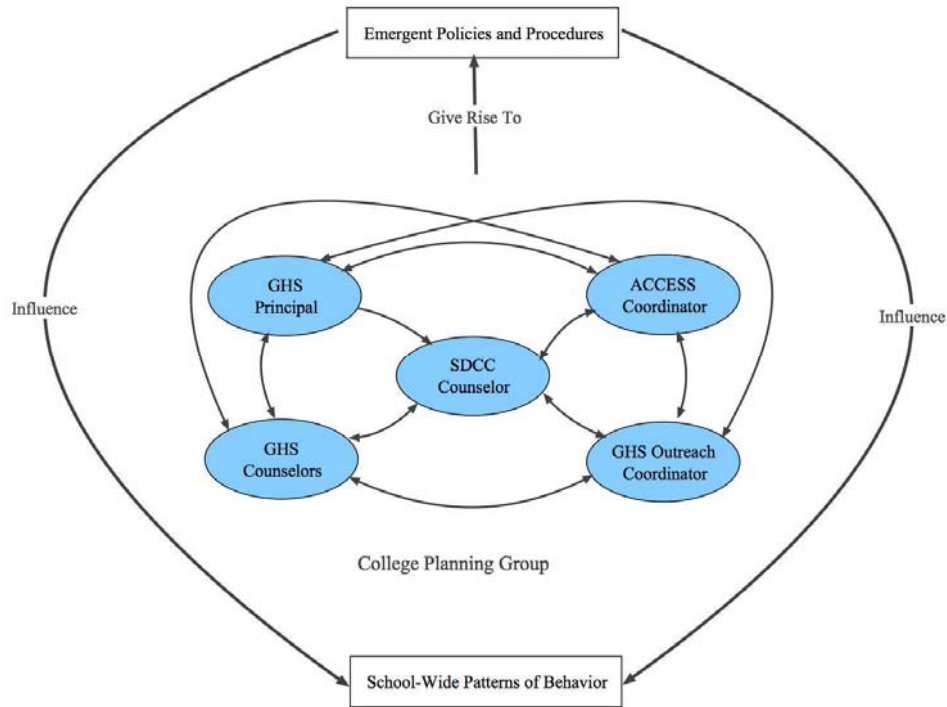 Emergent Policies and Procedures
Give Rise To
GHS
Principal
ACCESS
Coordinator
Influence
Influence
SDCC
Counselor
GHS
Counselors
GHS Outreach
Coordinator
College Planning Group
School-Wide Patterns of Behavior